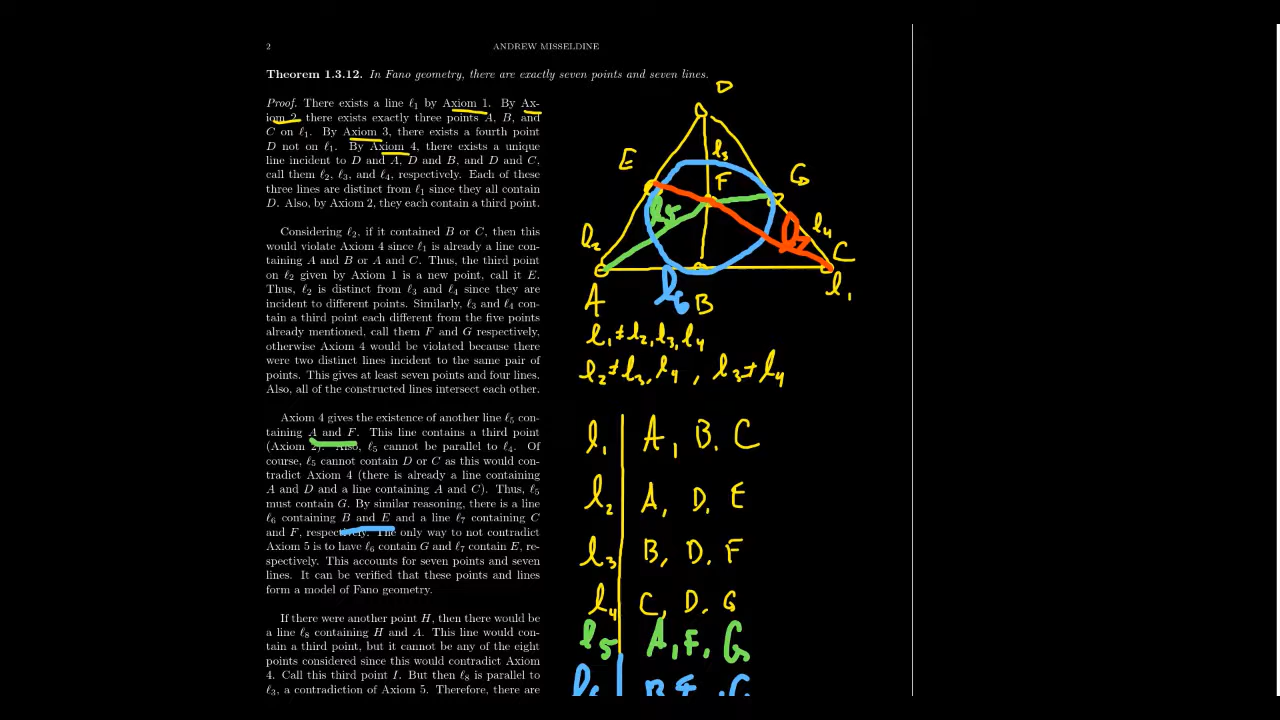 2 ANDREW MISSELDINE
Theorem 1.3.12. In Fano geometry, there are exactly seven points and seven lines.
Proof. There exists a line ℓ1 by Axiom 1. By Ax-
iom 2, there exists exactly three points A, B, and
C on ℓ1. By Axiom 3, there exists a fourth point
D not on ℓ1. By Axiom 4, there exists a unique
line incident to D and A, D and B, and D and C,
call them ℓ2, ℓ3, and ℓ4, respectively. Each of these
three lines are distinct from ℓ1 since they all contain
D. Also, by Axiom 2, they each contain a third point.
Considering ℓ2, if it contained B or C, then this
would violate Axiom 4 since ℓ1 is already a line con-
taining A and B or A and C. Thus, the third point
on ℓ2 given by Axiom 1 is a new point, call it E.
Thus, ℓ2 is distinct from ℓ3 and ℓ4 since they are
incident to different points. Similarly, ℓ3 and ℓ4 con-
tain a third point each different from the five points
already mentioned, call them F and G respectively,
otherwise Axiom 4 would be violated because there
were two distinct lines incident to the same pair of
points. This gives at least seven points and four lines.
Also, all of the constructed lines intersect each other.
Axiom 4 gives the existence of another line ℓ5 con-
taining A and F. This line contains a third point
(Axiom 2). Also, ℓ5 cannot be parallel to ℓ4. Of
course, ℓ5 cannot contain D or C as this would con-
tradict Axiom 4 (there is already a line containing
A and D and a line containing A and C). Thus, ℓ5
must contain G. By similar reasoning, there is a line
ℓ6 containing B and E and a line ℓ7 containing C
and F, respectively. The only way to not contradict
Axiom 5 is to have ℓ6 contain G and ℓ7 contain E, re-
spectively. This accounts for seven points and seven
lines. It can be verified that these points and lines
form a model of Fano geometry.
If there were another point H, then there would be
a line ℓ8 containing H and A. This line would con-
tain a third point, but it cannot be any of the eight
points considered since this would contradict Axiom
4. Call this third point I. But then ℓ8 is parallel to
ℓ3, a contradiction of Axiom 5. Therefore, there are
D
ℓ3
E
F
G
ℓ5
ℓ7
ℓ4
ℓ2
C
ℓ1
A
ℓ6
B
ℓ1 ≠ ℓ2, ℓ3, ℓ4
ℓ2 ≠ ℓ3, ℓ4, ℓ3 ≠ ℓ4
ℓ1 A, B, C
ℓ2 A, D, E
ℓ3 B, D, F
ℓ4 C, D, G
ℓ5 A, F, G
ℓ6 B, E, G